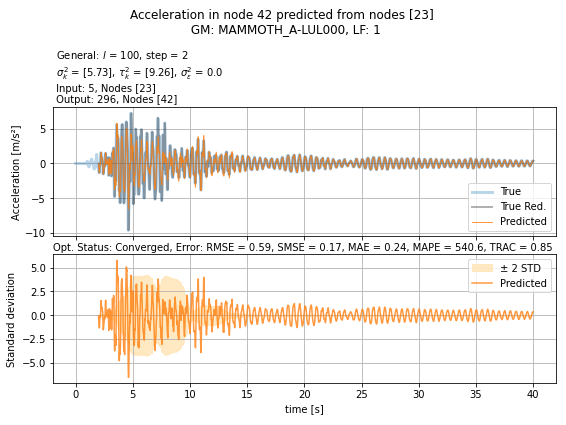 Acceleration in node 42 predicted from nodes [23]
GM: MAMMOTH_A-LUL000, LF: 1
General: l = 100, step = 2
σ²ₖ = [5.73], τ²ₖ = [9.26], σ²ε = 0.0
Input: 5, Nodes [23]
Output: 296, Nodes [42]
Acceleration [m/s²]
5
0
−5
−10
True
True Red.
Predicted
Opt. Status: Converged, Error: RMSE = 0.59, SMSE = 0.17, MAE = 0.24, MAPE = 540.6, TRAC = 0.85
Standard deviation
5.0
2.5
0.0
−2.5
−5.0
± 2 STD
Predicted
0 5 10 15 20 25 30 35 40
time [s]